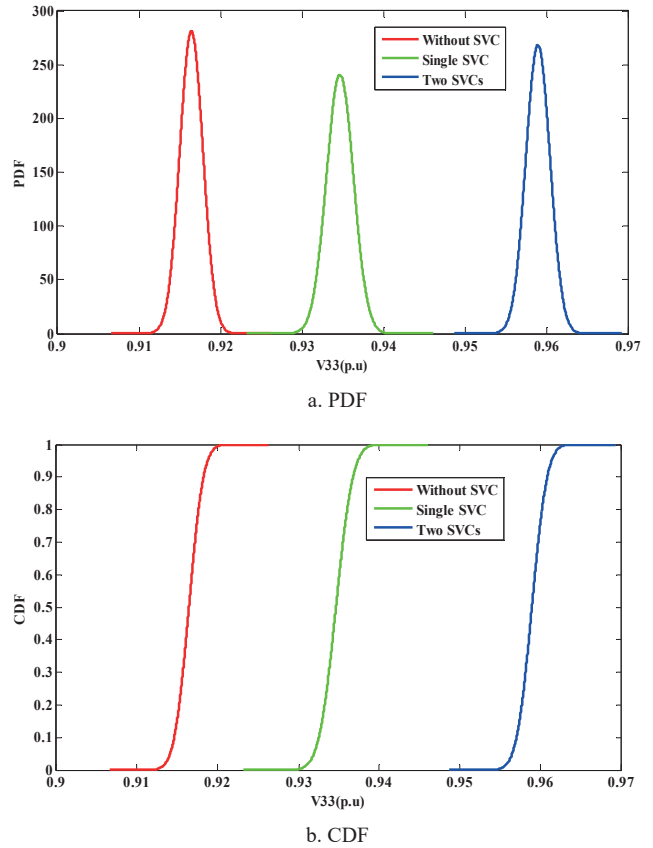 300
250
200
150
100
50
0
PDF
Without SVC
Single SVC
Two SVCs
0.9 0.91 0.92 0.93 0.94 0.95 0.96 0.97
V33(p.u)
a. PDF
1
0.9
0.8
0.7
0.6
0.5
0.4
0.3
0.2
0.1
0
CDF
Without SVC
Single SVC
Two SVCs
0.9 0.91 0.92 0.93 0.94 0.95 0.96 0.97
V33(p.u)
b. CDF